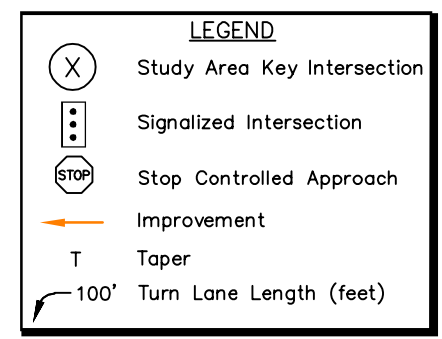 LEGEND
X Study Area Key Intersection
Signalized Intersection
STOP Stop Controlled Approach
Improvement
T Taper
100' Turn Lane Length (feet)